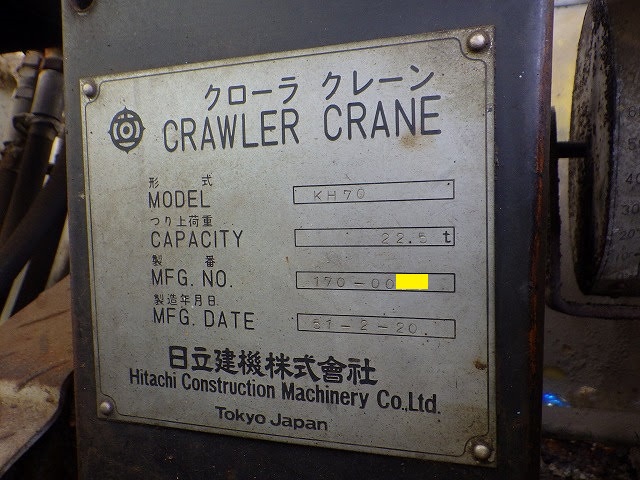 クローラ クレーン
CRAWLER CRANE
形式
MODEL KH70
つり上荷重
CAPACITY 22.5 t
製番
MFG. NO. 170-00
製造年月日
MFG. DATE 61-2-20.
日立建機株式會社
Hitachi Construction Machinery Co.,Ltd.
Tokyo Japan